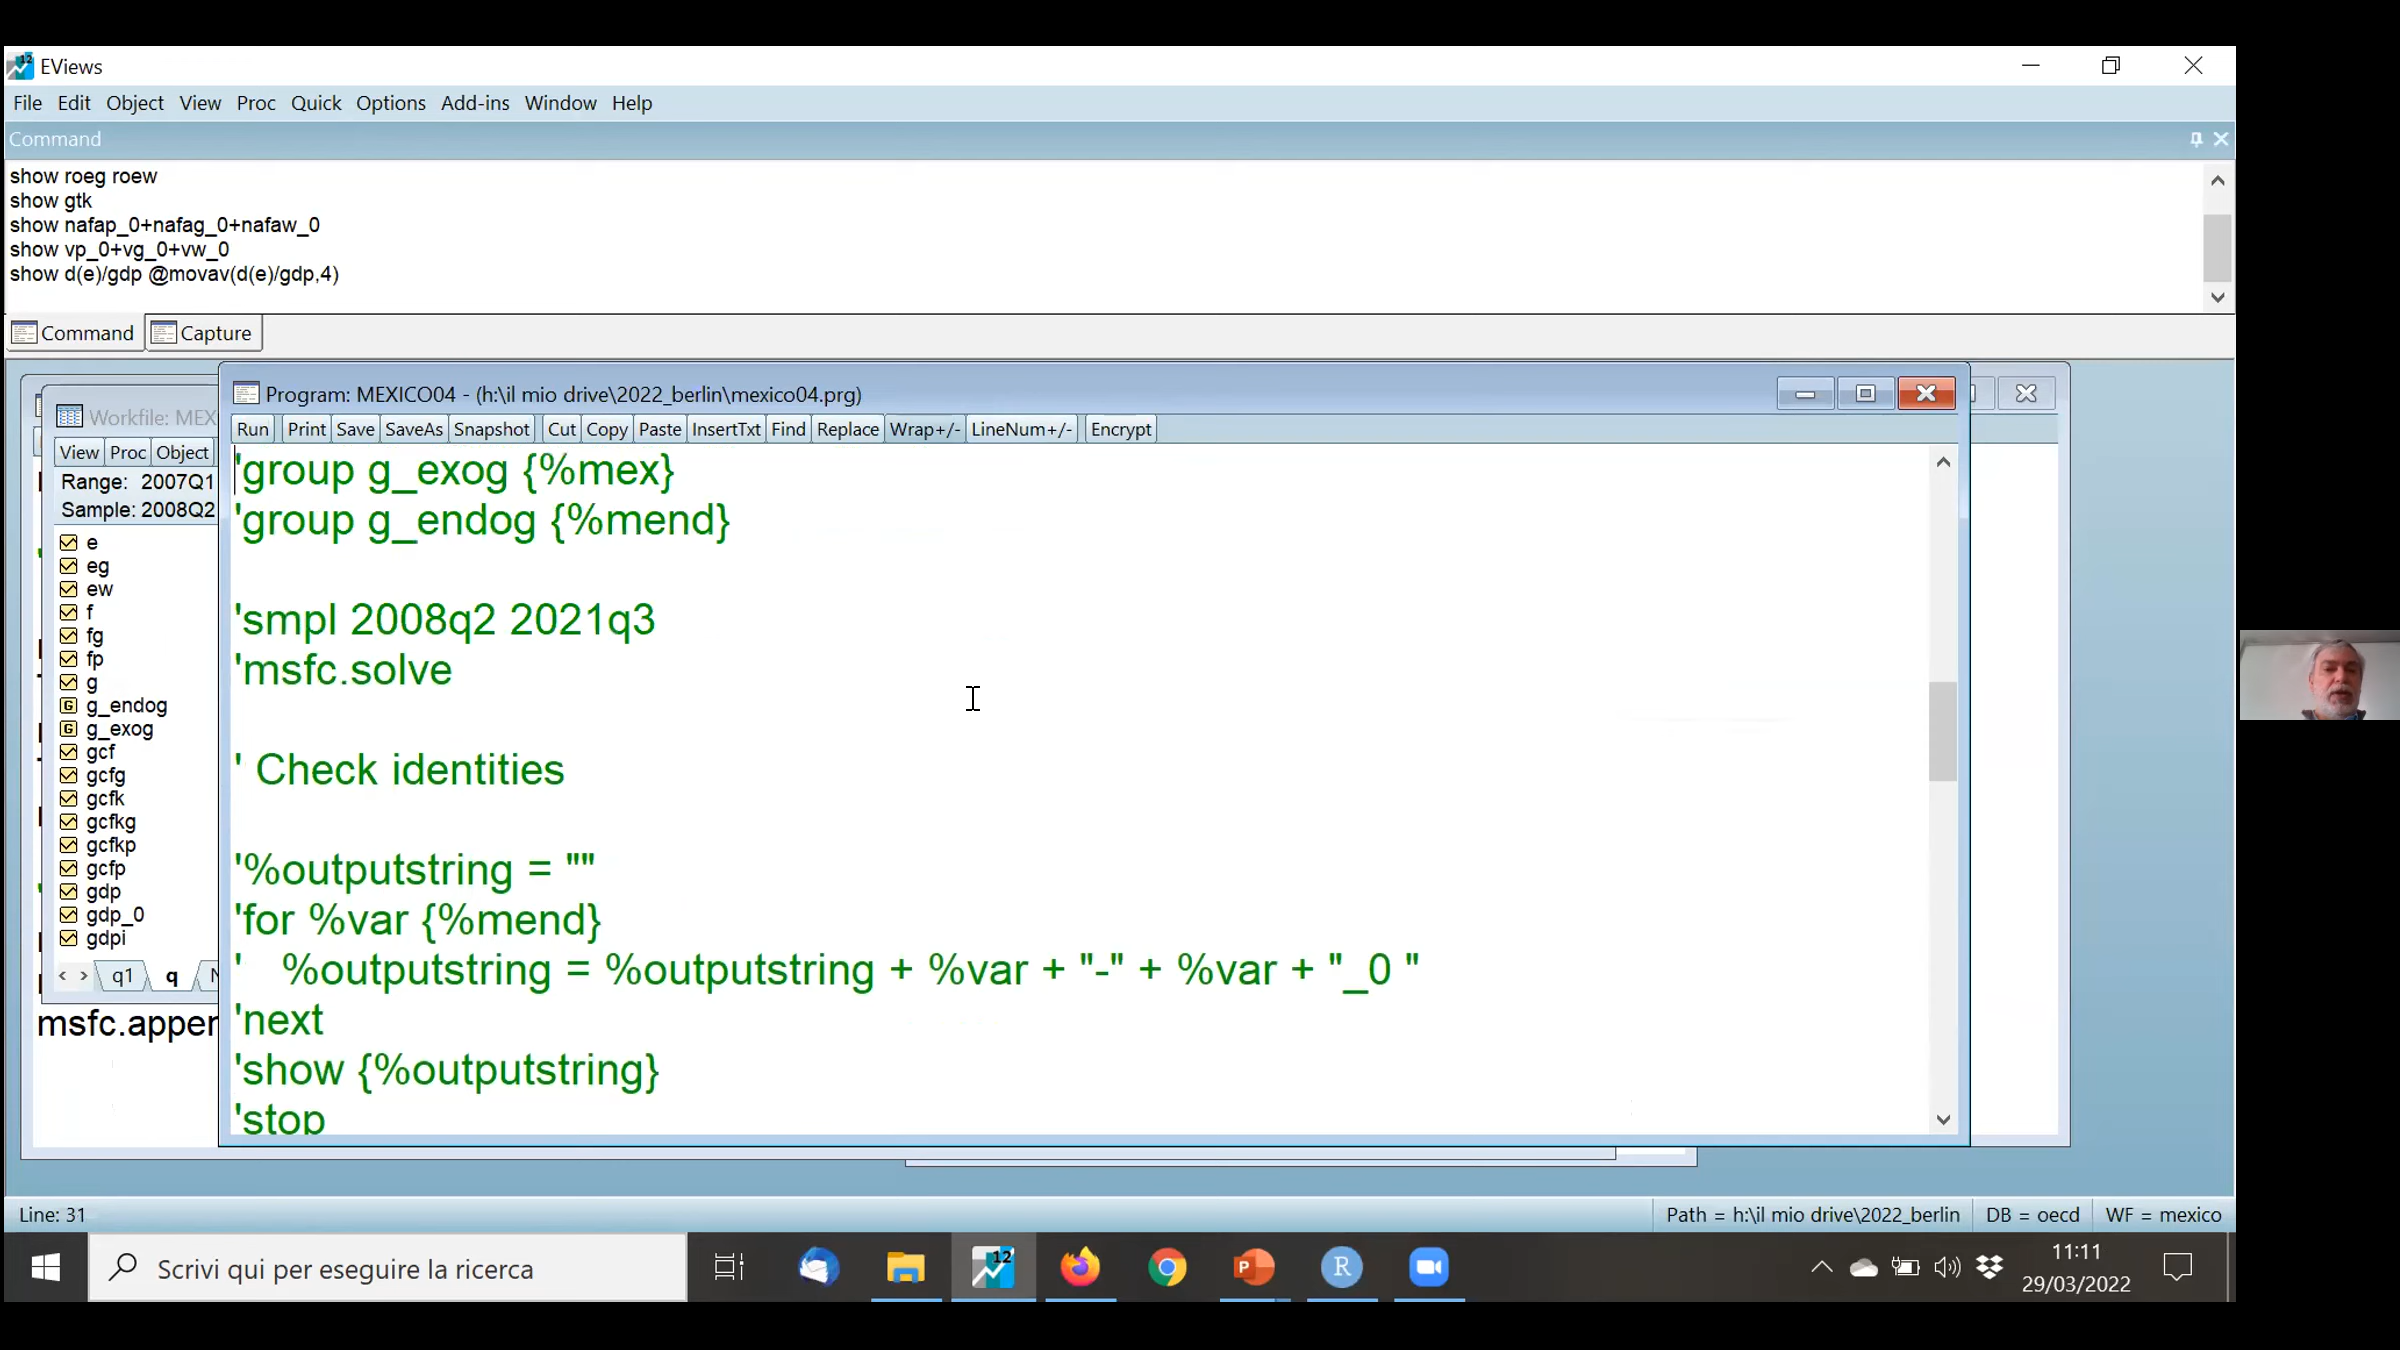 EViews
File Edit Object View Proc Quick Options Add-ins Window Help
Command
show roeg roew
show gtk
show nafap_0+nafag_0+nafaw_0
show vp_0+vg_0+vw_0
show d(e)/gdp @movav(d(e)/gdp,4)
Command Capture
Workfile: MEX
View Proc Object
Range: 2007Q1
Sample: 2008Q2
e
eg
ew
f
fg
fp
g
g_endog
g_exog
gcf
gcfg
gcfk
gcfkg
gcfkp
gcfp
gdp
gdp_0
gdpi
< > q1 q N
msfc.apper
Program: MEXICO04 - (h:\il mio drive\2022_berlin\mexico04.prg)
Run Print Save SaveAs Snapshot Cut Copy Paste InsertTxt Find Replace Wrap+/- LineNum+/- Encrypt
'group g_exog {%mex}
'group g_endog {%mend}
'smpl 2008q2 2021q3
'msfc.solve
' Check identities
'%outputstring = ""
'for %var {%mend}
' %outputstring = %outputstring + %var + "-" + %var + "_0 "
'next
'show {%outputstring}
'stop
Line: 31 Path = h:\il mio drive\2022_berlin DB = oecd WF = mexico
Scrivi qui per eseguire la ricerca
12
P
R
11:11
29/03/2022